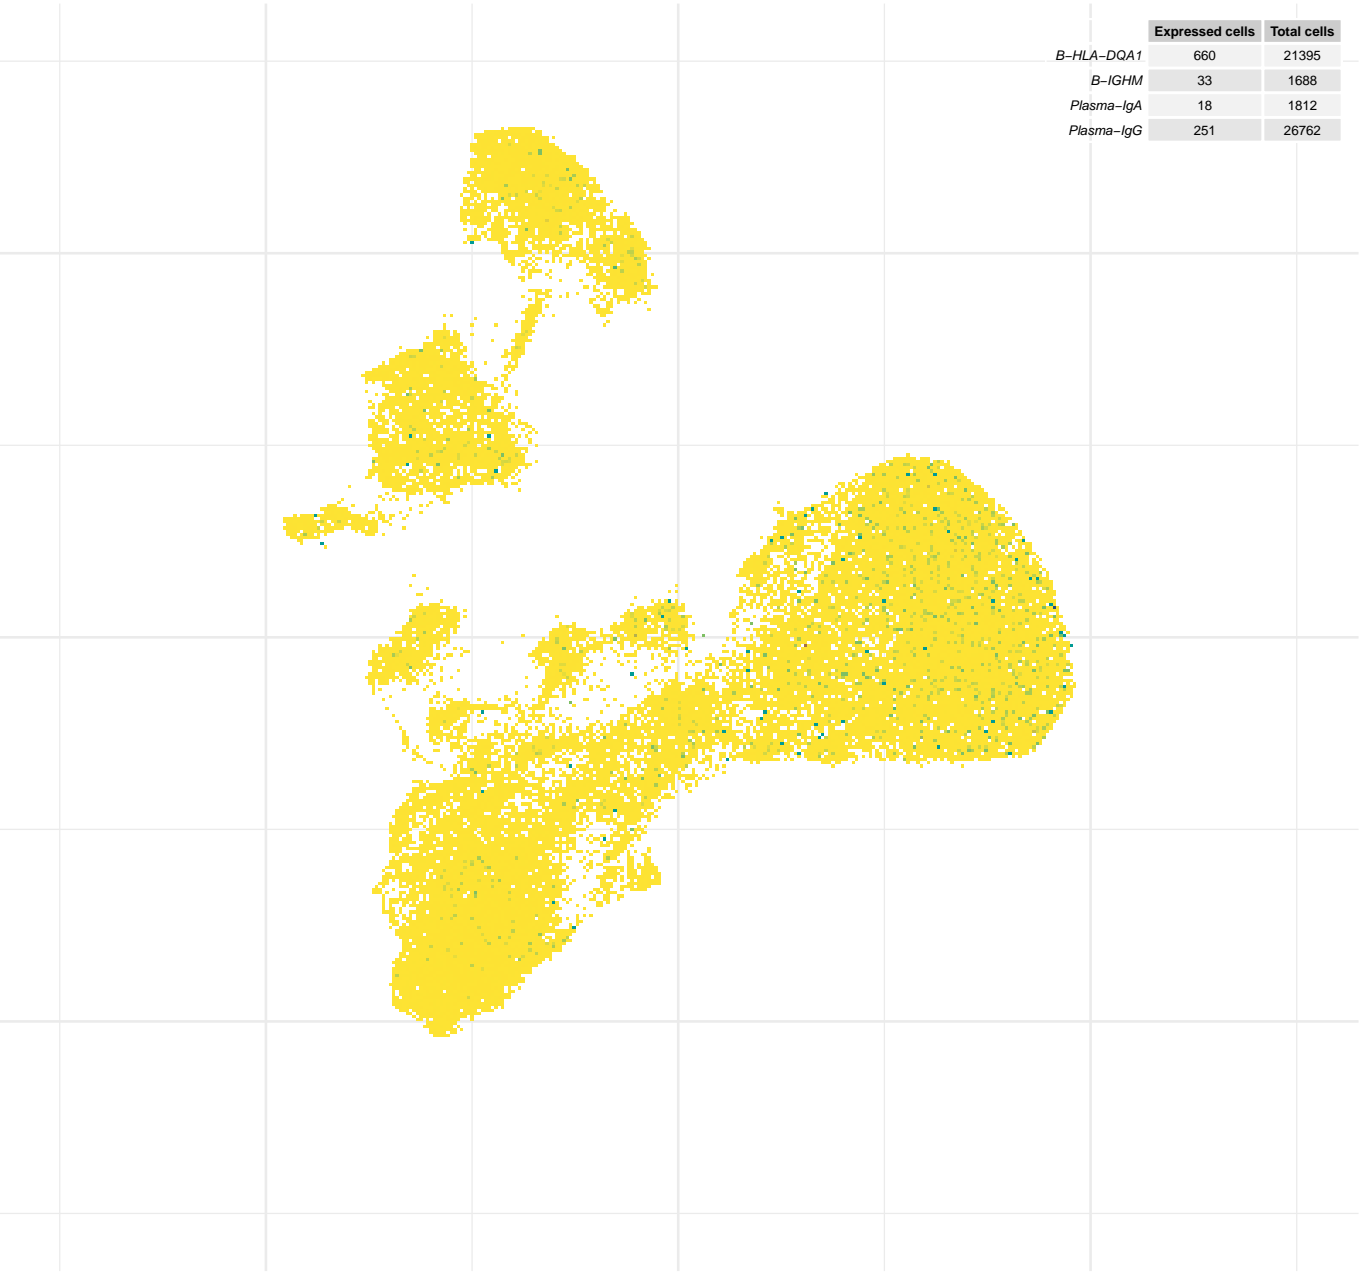 Expressed cells Total cells
B−HLA−DQA1 660 21395
B−IGHM 33 1688
Plasma−IgA 18 1812
Plasma−IgG 251 26762